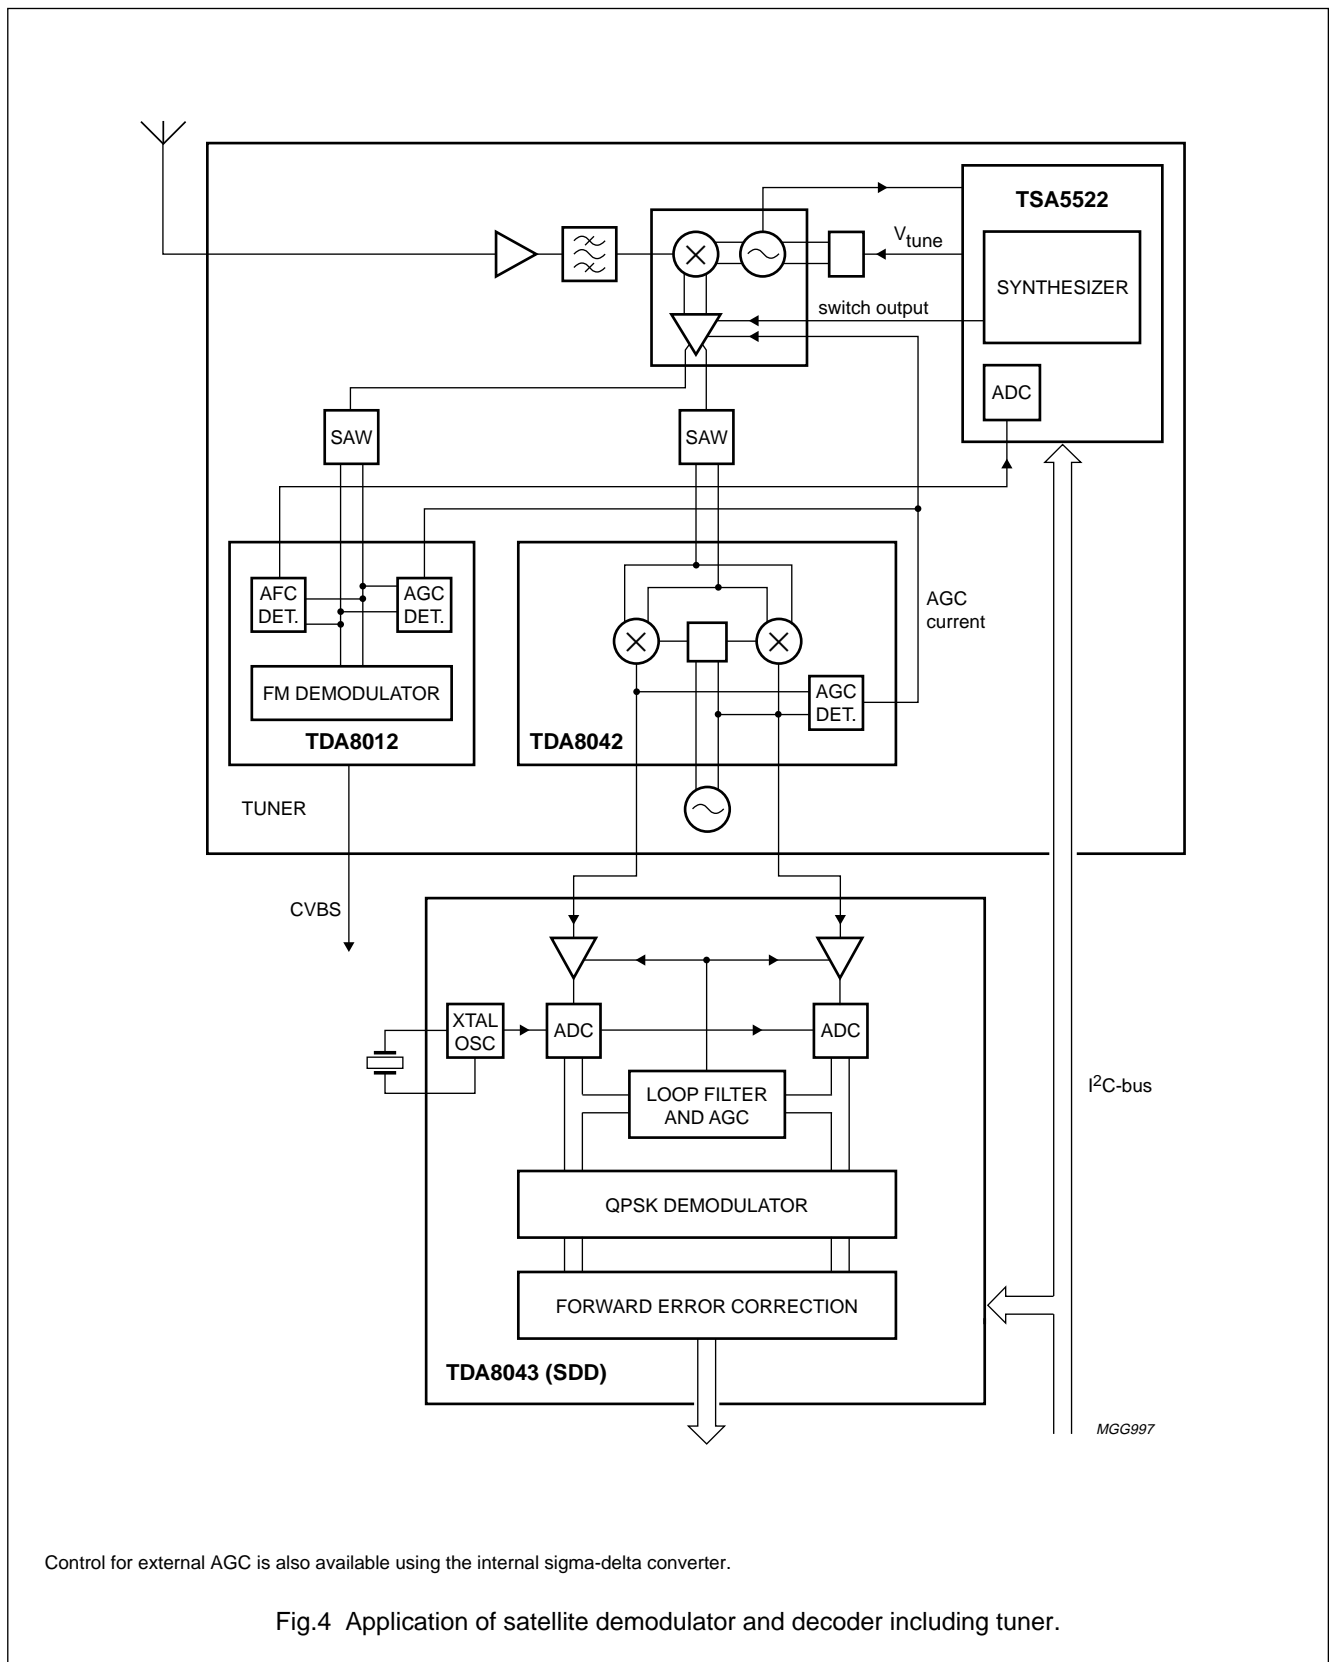 TSA5522
Vtune
SYNTHESIZER
switch output
ADC
SAW
SAW
AFC
DET.
AGC
DET.
AGC
current
FM DEMODULATOR
AGC
DET.
TDA8012
TDA8042
TUNER
CVBS
XTAL
OSC
ADC
ADC
LOOP FILTER
AND AGC
I2C-bus
QPSK DEMODULATOR
FORWARD ERROR CORRECTION
TDA8043 (SDD)
MGG997
Control for external AGC is also available using the internal sigma-delta converter.
Fig.4 Application of satellite demodulator and decoder including tuner.